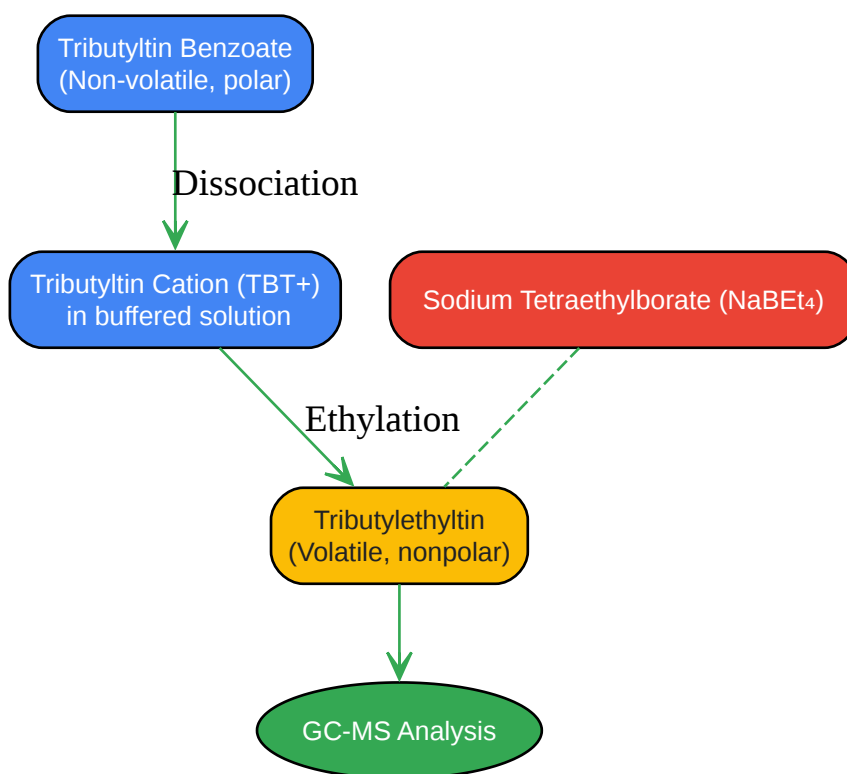 Tributyltin Benzoate
(Non-volatile, polar)
Dissociation
Tributyltin Cation (TBT+)
in buffered solution
Sodium Tetraethylborate (NaBEt₄)
Ethylation
Tributylethyltin
(Volatile, nonpolar)
GC-MS Analysis